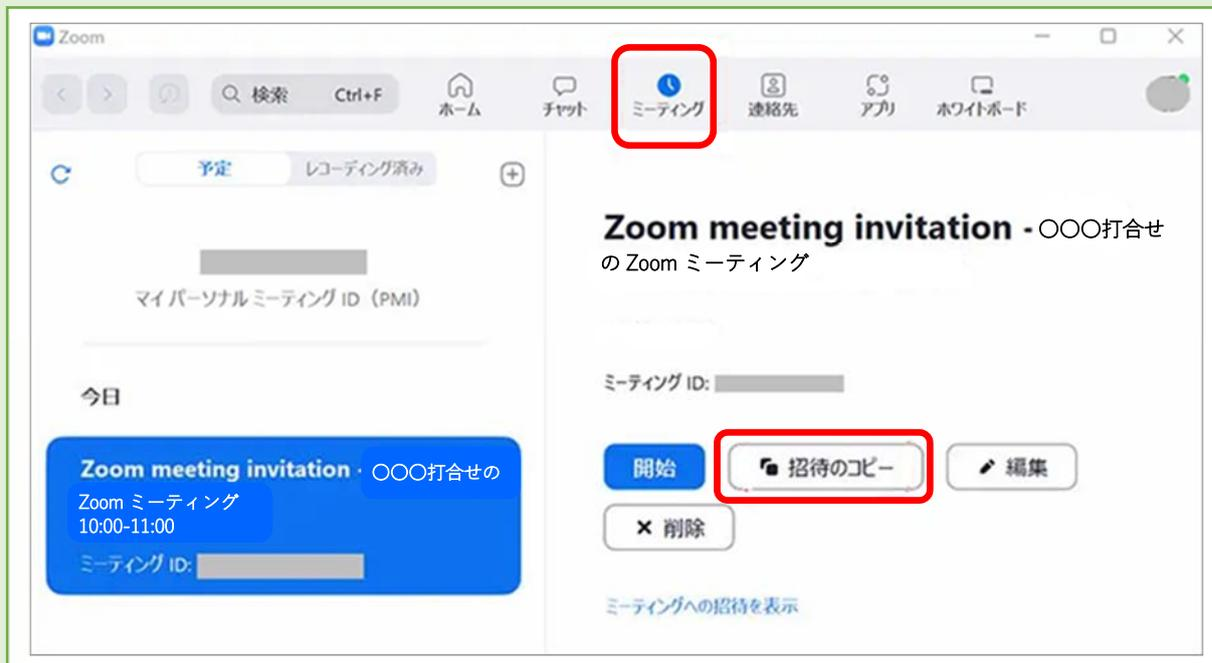 Zoom
検索 Ctrl+F
ホーム
チャット
ミーティング
連絡先
アプリ
ホワイトボード
予定
レコーディング済み
マイ パーソナル ミーティング ID（PMI）
今日
Zoom meeting invitation - 〇〇〇打合せの
Zoom ミーティング
10:00-11:00
ミーティング ID:
Zoom meeting invitation - 〇〇〇打合せ
の Zoom ミーティング
ミーティング ID:
開始
招待のコピー
編集
削除
ミーティングへの招待を表示